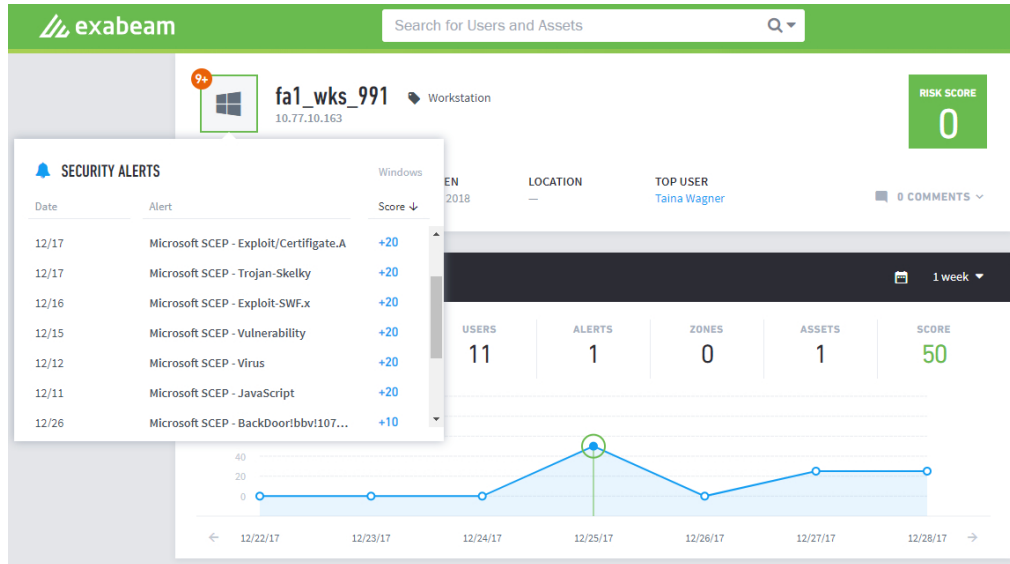 exabeam
Search for Users and Assets
9+
fa1_wks_991 Workstation
10.77.10.163
RISK SCORE
0
SECURITY ALERTS Windows
Date Alert Score
12/17 Microsoft SCEP - Exploit/Certifigate.A +20
12/17 Microsoft SCEP - Trojan-Skelky +20
12/16 Microsoft SCEP - Exploit-SWF.x +20
12/15 Microsoft SCEP - Vulnerability +20
12/12 Microsoft SCEP - Virus +20
12/11 Microsoft SCEP - JavaScript +20
12/26 Microsoft SCEP - BackDoor!bbv!107... +10
EN LOCATION TOP USER
2018 — Taina Wagner
0 COMMENTS
1 week
USERS ALERTS ZONES ASSETS SCORE
11 1 0 1 50
40
20
0
12/22/17 12/23/17 12/24/17 12/25/17 12/26/17 12/27/17 12/28/17